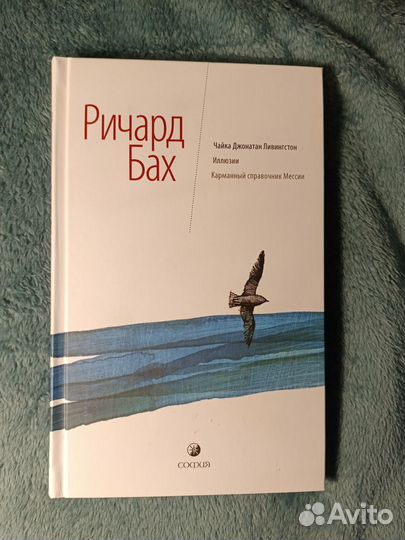 Ричард
Бах
Чайка Джонатан Ливингстон
Иллюзии
Карманный справочник Мессии
СОФИЯ
Avito